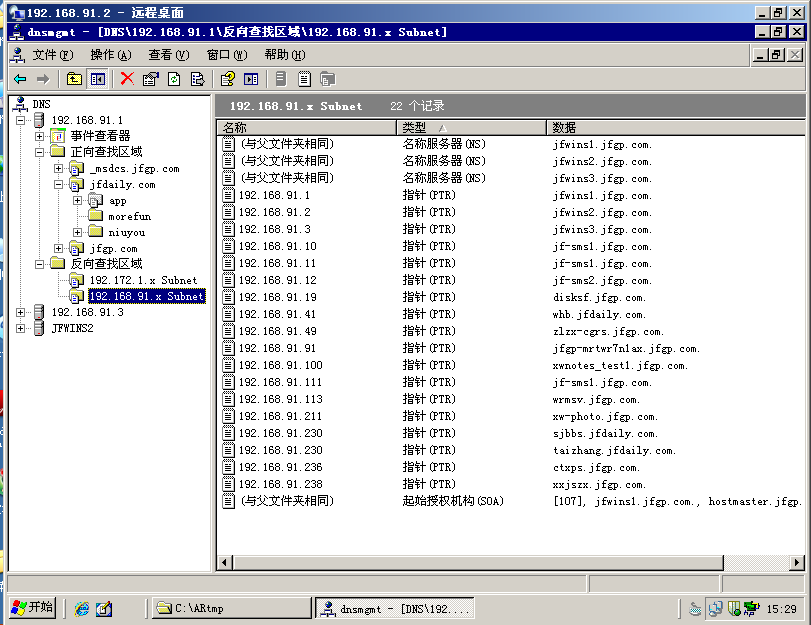 192.168.91.2 - 远程桌面
dnsmgmt - [DNS\192.168.91.1\反向查找区域\192.168.91.x Subnet]
文件(F) 操作(A) 查看(V) 窗口(W) 帮助(H)
DNS
192.168.91.1
事件查看器
正向查找区域
_msdcs.jfgp.com
jfdaily.com
app
morefun
niuyou
jfgp.com
反向查找区域
192.172.1.x Subnet
192.168.91.x Subnet
192.168.91.3
JFWINS2
192.168.91.x Subnet 22 个记录
名称 类型 数据
(与父文件夹相同) 名称服务器(NS) jfwins1.jfgp.com.
(与父文件夹相同) 名称服务器(NS) jfwins2.jfgp.com.
(与父文件夹相同) 名称服务器(NS) jfwins3.jfgp.com.
192.168.91.1 指针(PTR) jfwins1.jfgp.com.
192.168.91.2 指针(PTR) jfwins2.jfgp.com.
192.168.91.3 指针(PTR) jfwins3.jfgp.com.
192.168.91.10 指针(PTR) jf-sms1.jfgp.com.
192.168.91.11 指针(PTR) jf-sms1.jfgp.com.
192.168.91.12 指针(PTR) jf-sms2.jfgp.com.
192.168.91.19 指针(PTR) disksf.jfgp.com.
192.168.91.41 指针(PTR) whb.jfdaily.com.
192.168.91.49 指针(PTR) zlzx-cgrs.jfgp.com.
192.168.91.91 指针(PTR) jfgp-mrtwr7nlax.jfgp.com.
192.168.91.100 指针(PTR) xwnotes_test1.jfgp.com.
192.168.91.111 指针(PTR) jf-sms1.jfgp.com.
192.168.91.113 指针(PTR) wrmsv.jfgp.com.
192.168.91.211 指针(PTR) xw-photo.jfgp.com.
192.168.91.230 指针(PTR) sjbbs.jfdaily.com.
192.168.91.230 指针(PTR) taizhang.jfdaily.com.
192.168.91.236 指针(PTR) ctxps.jfgp.com.
192.168.91.238 指针(PTR) xxjszx.jfgp.com.
(与父文件夹相同) 起始授权机构(SOA) [107], jfwins1.jfgp.com., hostmaster.jfgp.
开始 C:\ARtmp dnsmgmt - [DNS\192.... 15:29